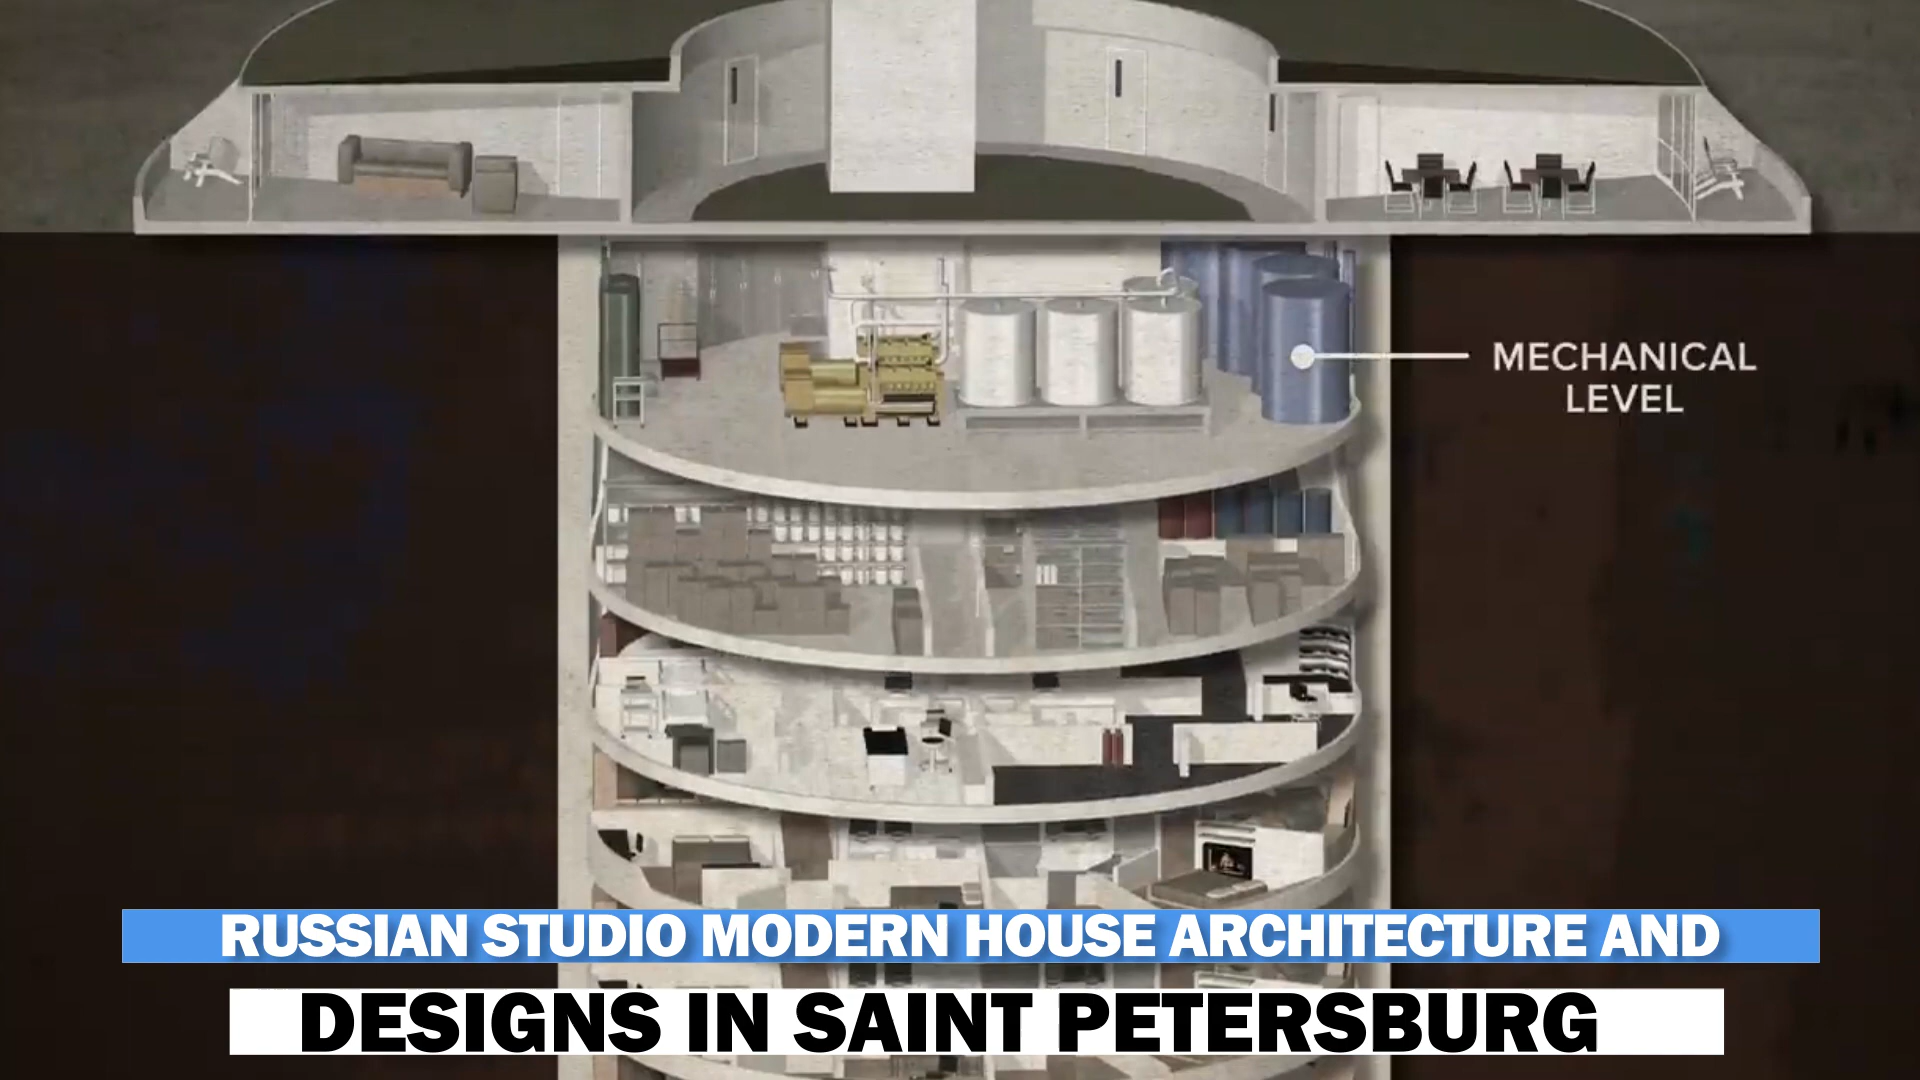 MECHANICAL
LEVEL
RUSSIAN STUDIO MODERN HOUSE ARCHITECTURE AND
DESIGNS IN SAINT PETERSBURG